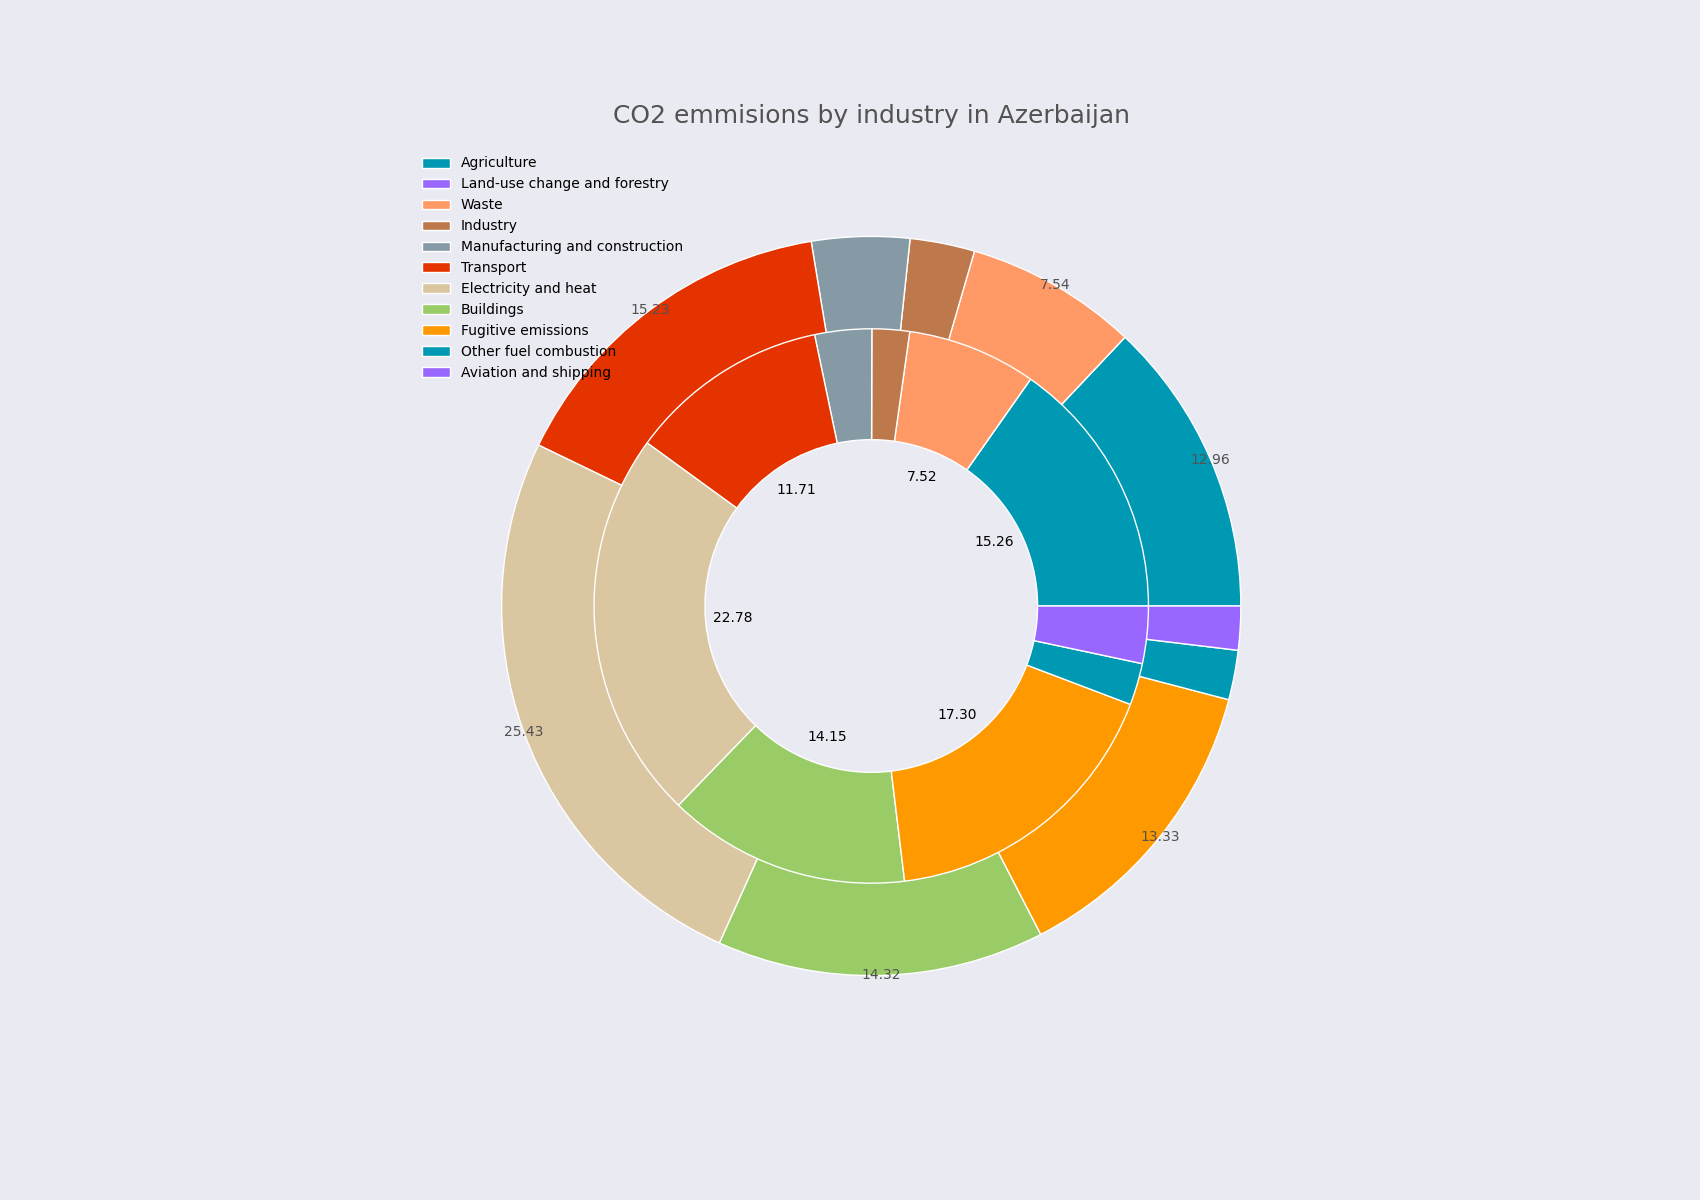 CO2 emmisions by industry in Azerbaijan
Agriculture
Land-use change and forestry
Waste
Industry
Manufacturing and construction
Transport
Electricity and heat
Buildings
Fugitive emissions
Other fuel combustion
Aviation and shipping
7.54
15.23
12.96
7.52
11.71
15.26
22.78
17.30
25.43
14.15
13.33
14.32